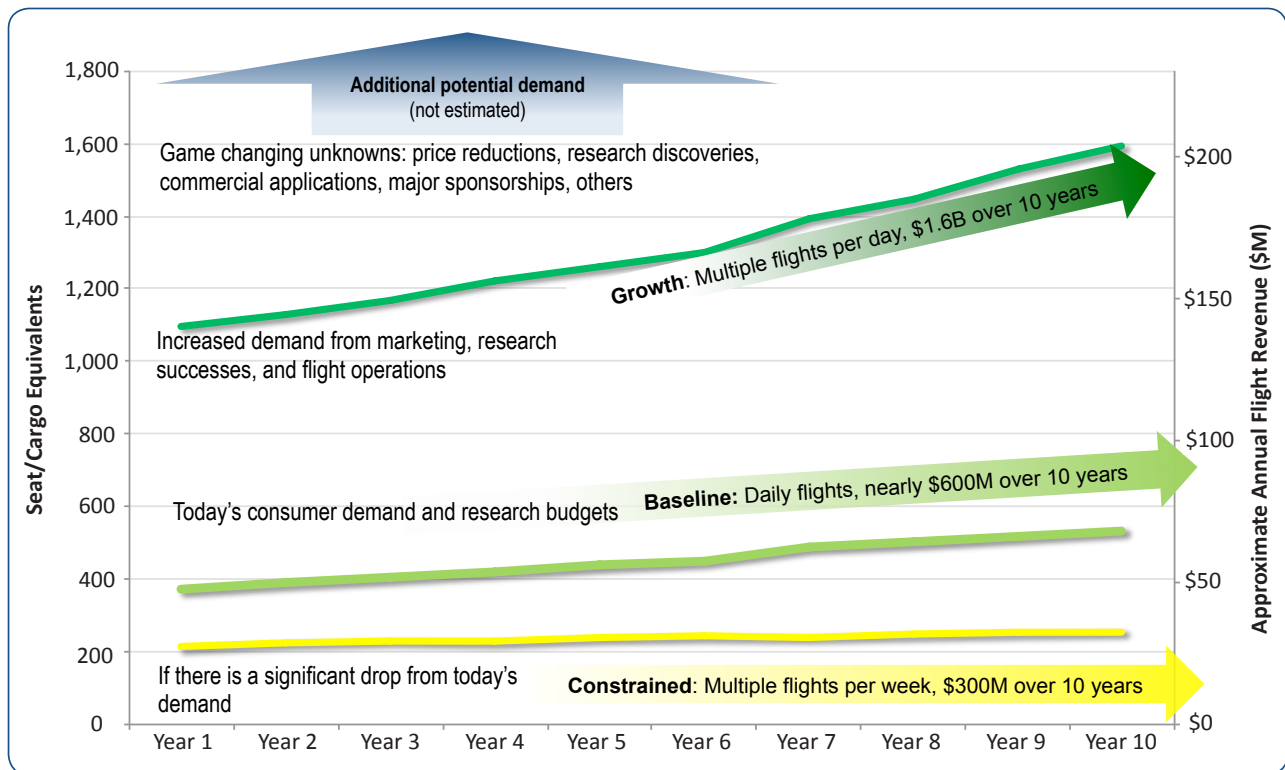 Additional potential demand
(not estimated)
Game changing unknowns: price reductions, research discoveries,
commercial applications, major sponsorships, others
Growth: Multiple flights per day, $1.6B over 10 years
Increased demand from marketing, research
successes, and flight operations
Baseline: Daily flights, nearly $600M over 10 years
Today’s consumer demand and research budgets
If there is a significant drop from today’s
demand
Constrained: Multiple flights per week, $300M over 10 years
Seat/Cargo Equivalents
1,800
1,600
1,400
1,200
1,000
800
600
400
200
0
Year 1
Year 2
Year 3
Year 4
Year 5
Year 6
Year 7
Year 8
Year 9
Year 10
$200
$150
$100
$50
$0
Approximate Annual Flight Revenue ($M)